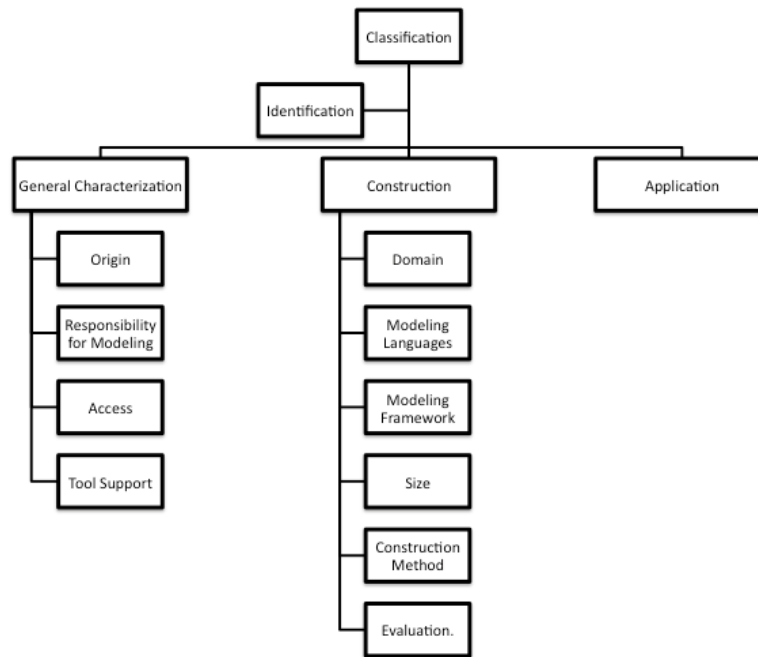 Classification
Identification
General Characterization
Construction
Application
Origin
Responsibility
for Modeling
Access
Tool Support
Domain
Modeling
Languages
Modeling
Framework
Size
Construction
Method
Evaluation.